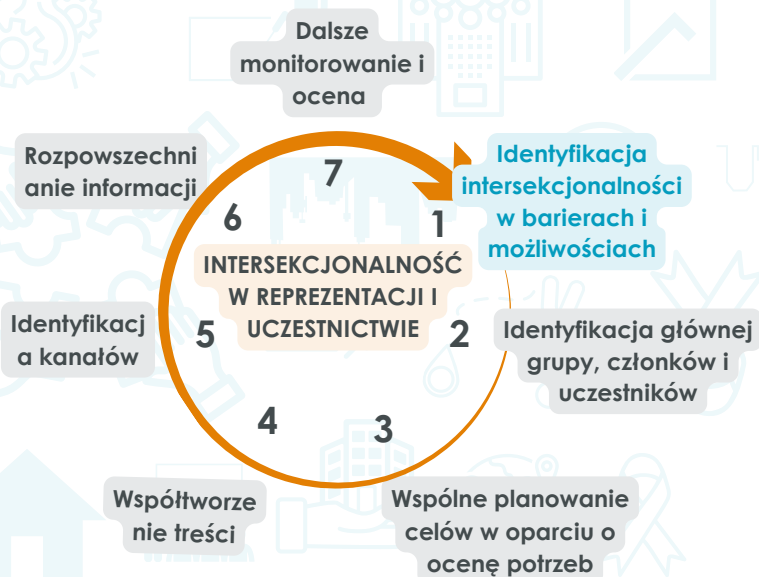 Dalsze
monitorowanie i
ocena
7
Identyfikacja
intersekcjonalności
w barierach i
możliwościach
1
Identyfikacja głównej
grupy, członków i
uczestników
2
Wspólne planowanie
celów w oparciu o
ocenę potrzeb
3
Współtworze
nie treści
4
Identyfikacj
a kanałów
5
Rozpowszechni
anie informacji
6
INTERSEKCJONALNOŚĆ
W REPREZENTACJI I
UCZESTNICTWIE